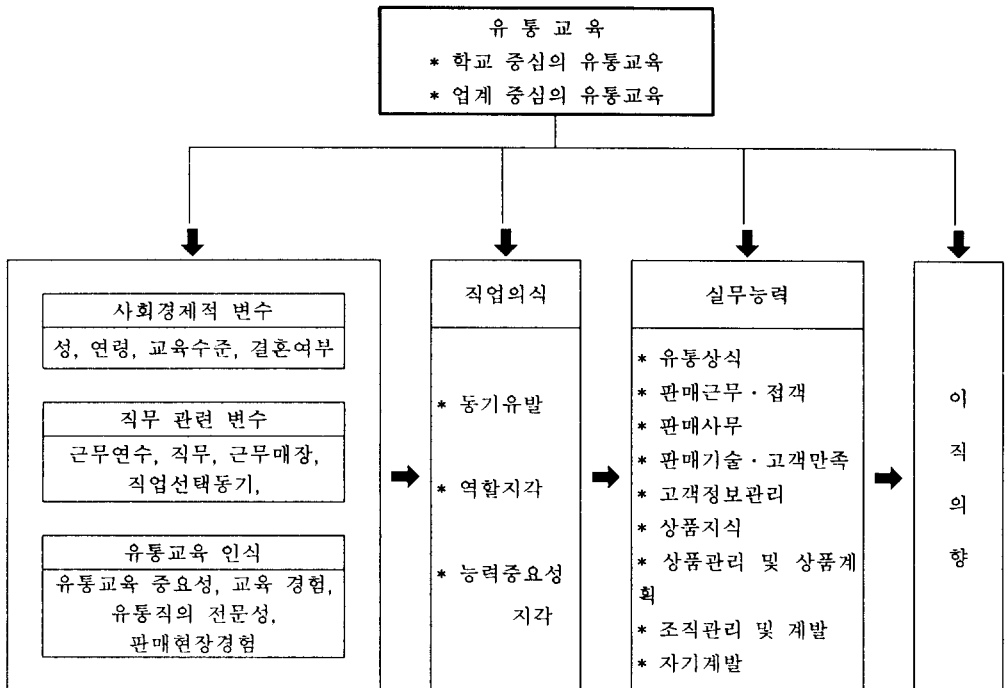 유 통 교 육
* 학교 중심의 유통교육
* 업계 중심의 유통교육
사회경제적 변수
성, 연령, 교육수준, 결혼여부
직무 관련 변수
근무연수, 직무, 근무매장,
직업선택동기,
유통교육 인식
유통교육 중요성, 교육 경험,
유통직의 전문성,
판매현장경험
직업의식
* 동기유발
* 역할지각
* 능력중요성
지각
실무능력
* 유통상식
* 판매근무 · 접객
* 판매사무
* 판매기술 · 고객만족
* 고객정보관리
* 상품지식
* 상품관리 및 상품계
획
* 조직관리 및 계발
* 자기계발
이
직
의
향